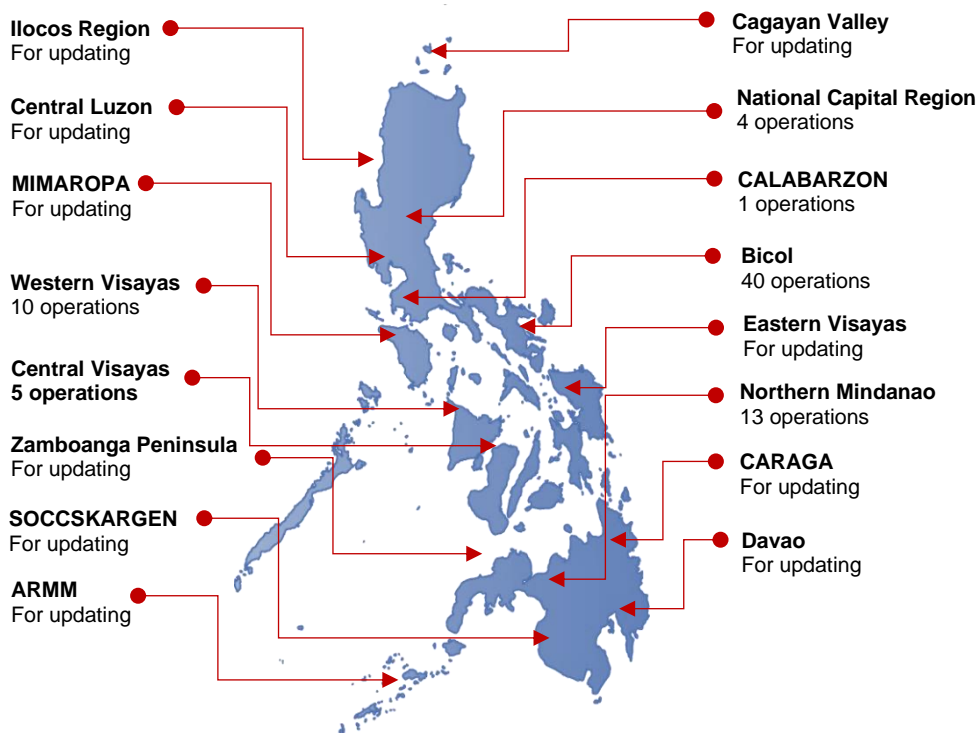 Ilocos Region
For updating
Central Luzon
For updating
MIMAROPA
For updating
Western Visayas
10 operations
Central Visayas
5 operations
Zamboanga Peninsula
For updating
SOCCSKARGEN
For updating
ARMM
For updating
Cagayan Valley
For updating
National Capital Region
4 operations
CALABARZON
1 operations
Bicol
40 operations
Eastern Visayas
For updating
Northern Mindanao
13 operations
CARAGA
For updating
Davao
For updating